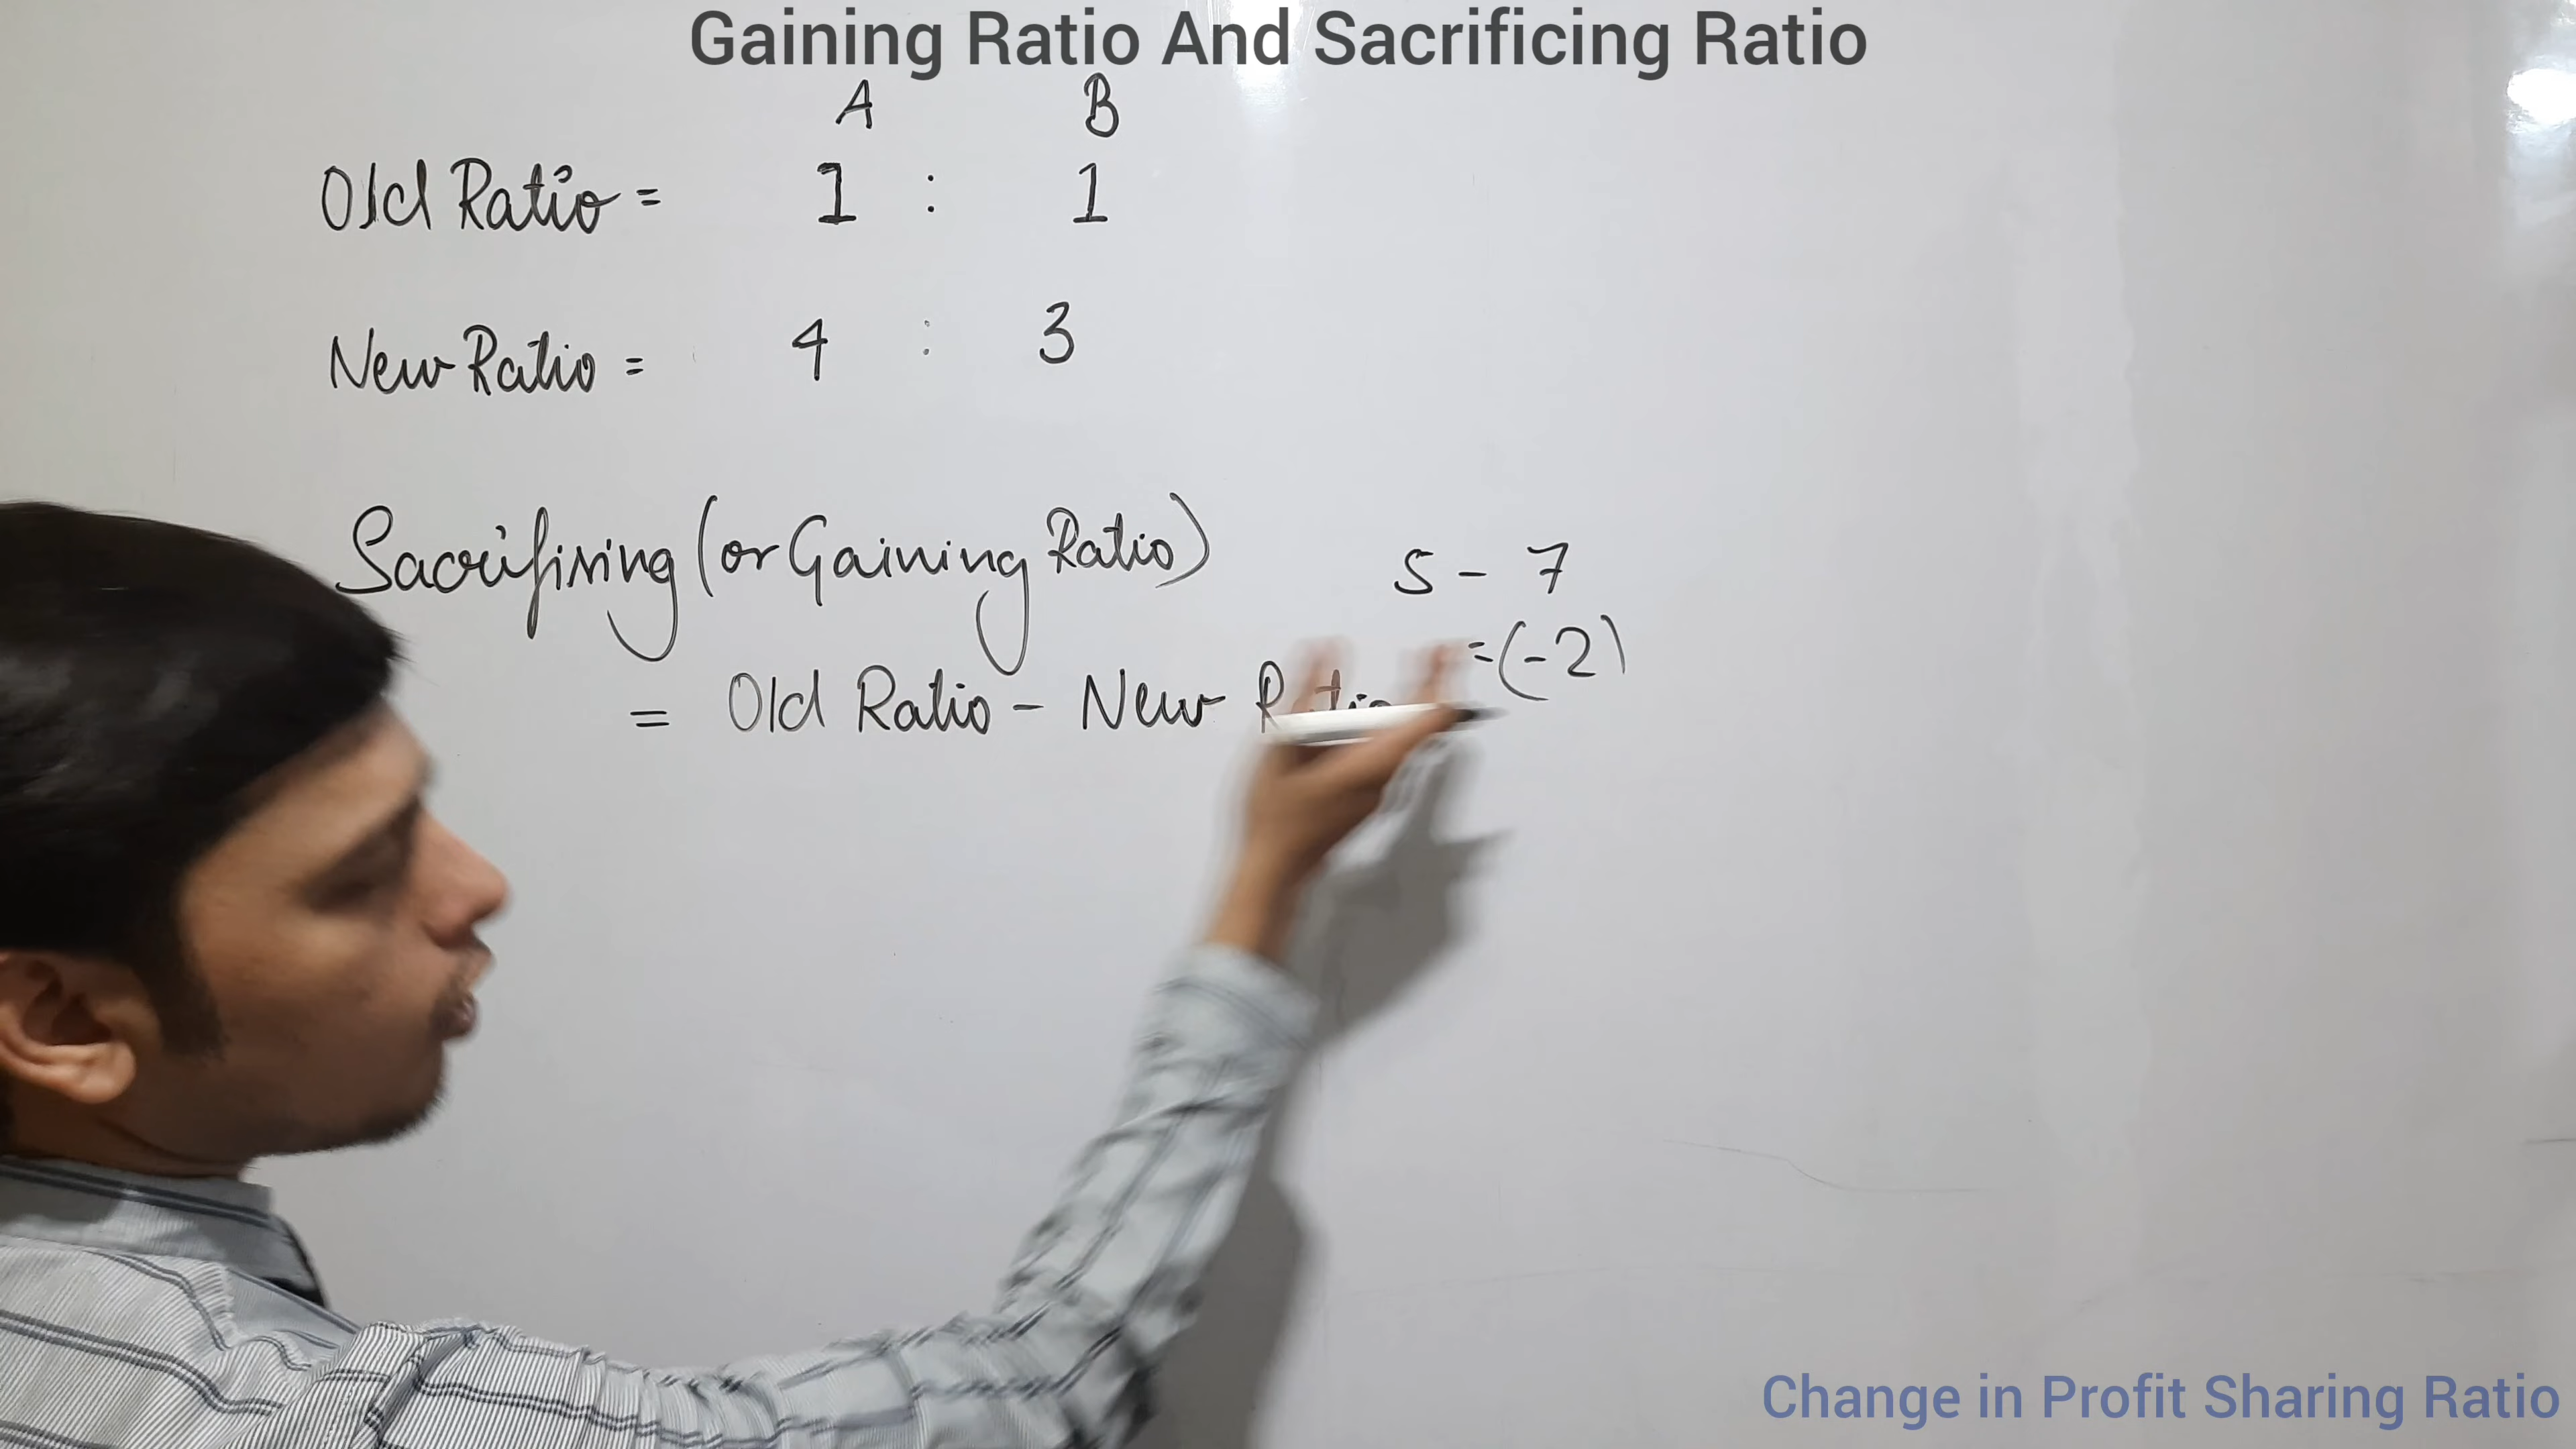 Gaining Ratio And Sacrificing Ratio
A B
Old Ratio = 1 : 1
New Ratio = 4 : 3
Sacrifising (or Gaining Ratio)
= Old Ratio - New Ratio
5 - 7
= (-2)
Change in Profit Sharing Ratio